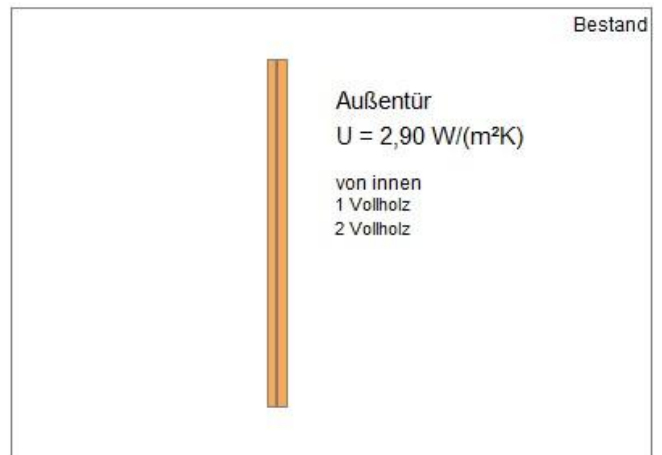 Bestand
Außentür
U = 2,90 W/(m²K)
von innen
1 Vollholz
2 Vollholz